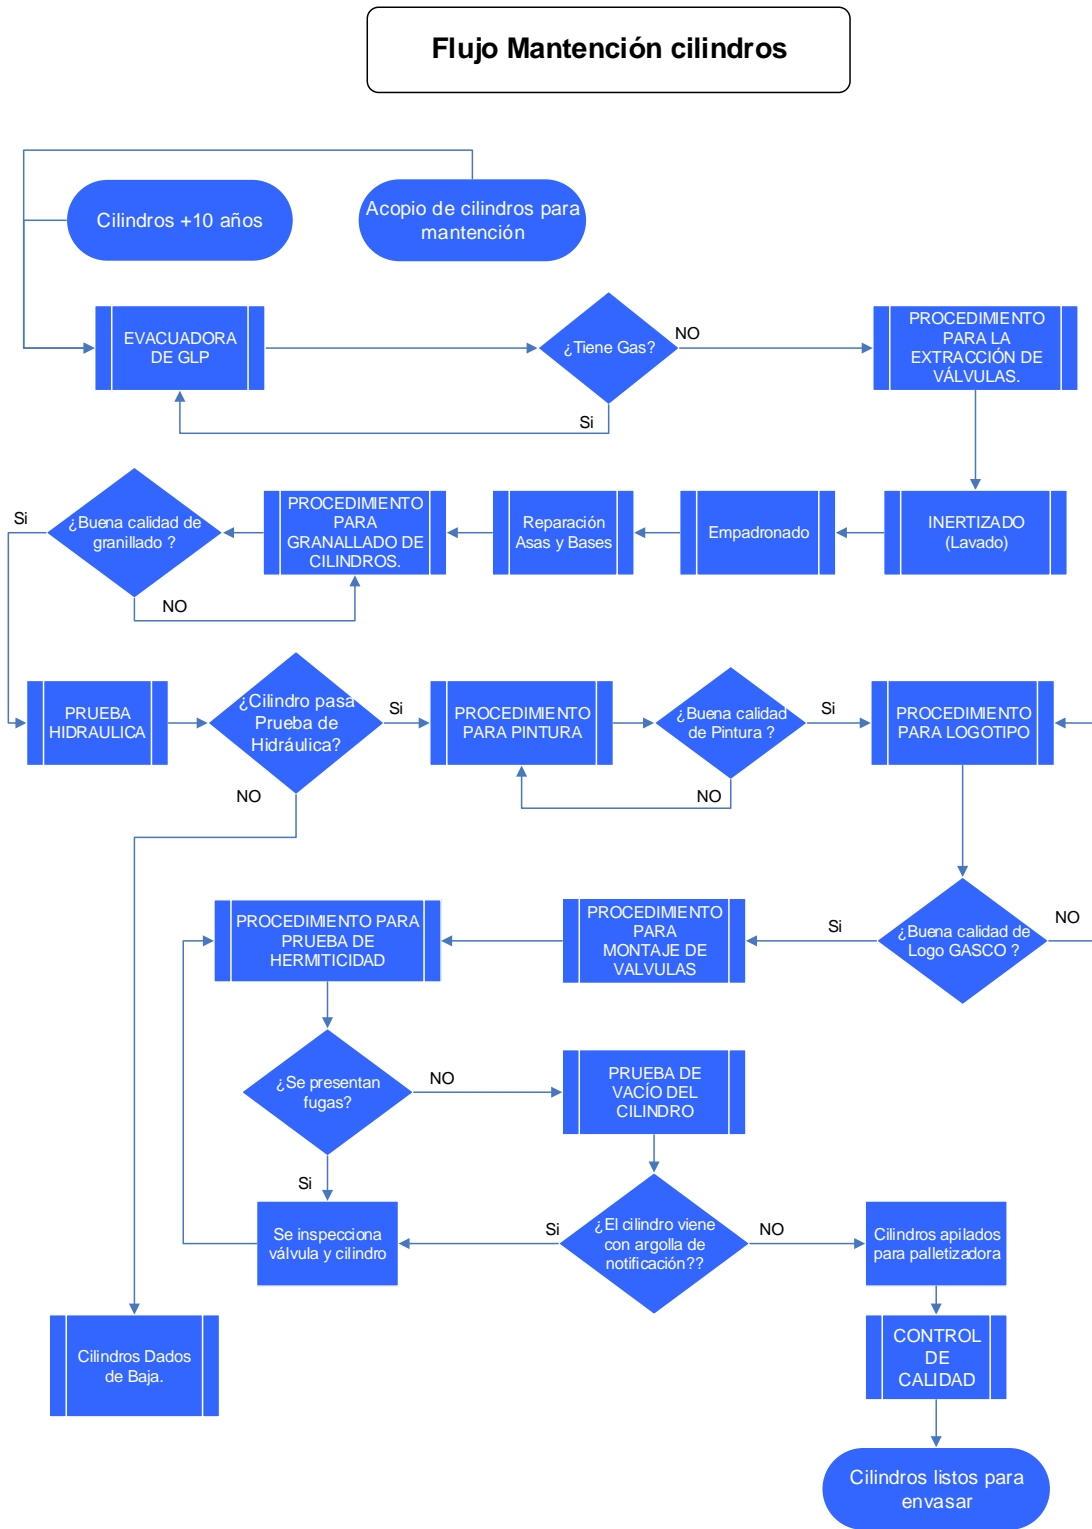 Flujo Mantención cilindros
Cilindros +10 años
Acopio de cilindros para
mantención
EVACUADORA
DE GLP
¿Tiene Gas?
NO
Si
PROCEDIMIENTO
PARA LA
EXTRACCIÓN DE
VÁLVULAS.
INERTIZADO
(Lavado)
Empadronado
Reparación
Asas y Bases
PROCEDIMIENTO
PARA
GRANALLADO DE
CILINDROS.
¿Buena calidad de
granillado ?
Si
NO
PRUEBA
HIDRAULICA
¿Cilindro pasa
Prueba de
Hidráulica?
Si
NO
PROCEDIMIENTO
PARA PINTURA
¿Buena calidad
de Pintura ?
Si
NO
PROCEDIMIENTO
PARA LOGOTIPO
¿Buena calidad de
Logo GASCO ?
NO
Si
PROCEDIMIENTO
PARA
MONTAJE DE
VALVULAS
PROCEDIMIENTO PARA
PRUEBA DE
HERMITICIDAD
¿Se presentan
fugas?
NO
Si
PRUEBA DE
VACÍO DEL
CILINDRO
Se inspecciona
válvula y cilindro
Si
¿El cilindro viene
con argolla de
notificación??
NO
Cilindros apilados
para palletizadora
Cilindros Dados
de Baja.
CONTROL
DE
CALIDAD
Cilindros listos para
envasar